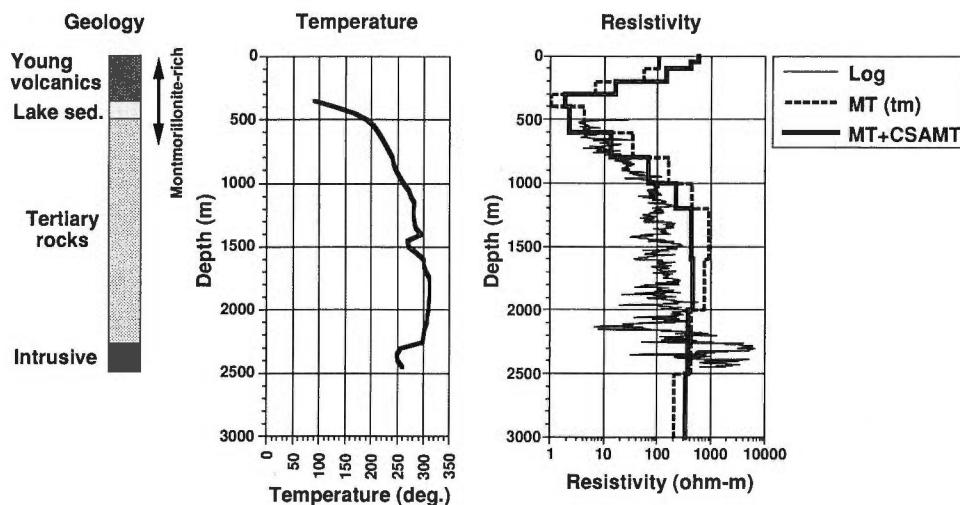 Geology
Young
volcanics
Lake sed.
Tertiary
rocks
Intrusive
Montmorillonite-rich
Temperature
Depth (m)
0
500
1000
1500
2000
2500
3000
0
50
100
150
200
250
300
350
Temperature (deg.)
Resistivity
Depth (m)
0
500
1000
1500
2000
2500
3000
1
10
100
1000
10000
Resistivity (ohm-m)
Log
MT (tm)
MT+CSAMT